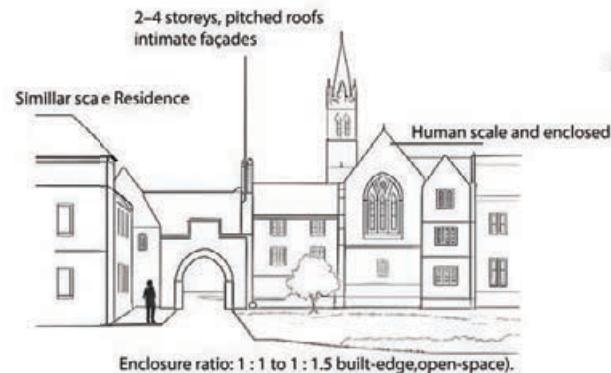 2–4 storeys, pitched roofs
intimate façades
Simillar sca e Residence
Human scale and enclosed
Enclosure ratio: 1 : 1 to 1 : 1.5 built-edge,open-space).